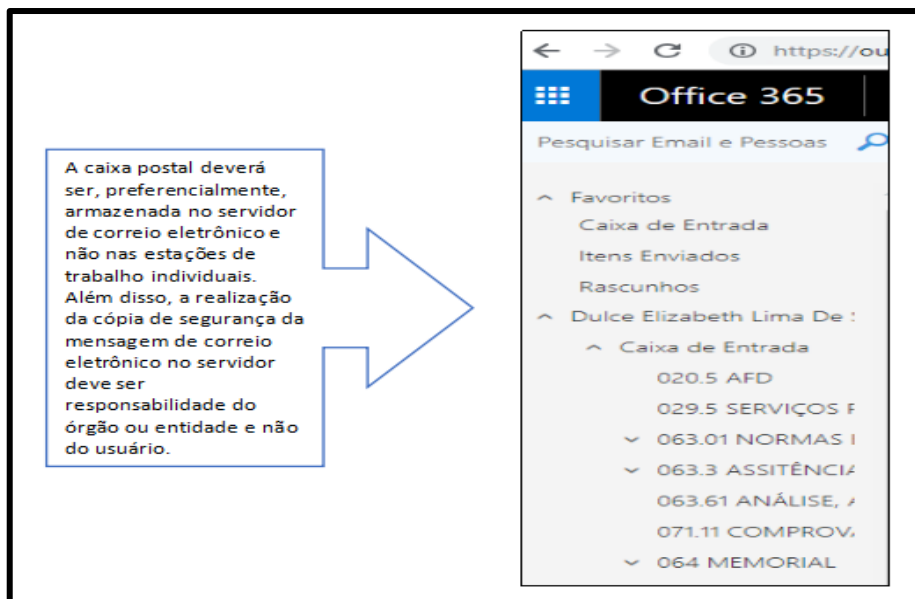 A caixa postal deverá
ser, preferencialmente,
armazenada no servidor
de correio eletrônico e
não nas estações de
trabalho individuais.
Além disso, a realização
da cópia de segurança da
mensagem de correio
eletrônico no servidor
deve ser
responsabilidade do
órgão ou entidade e não
do usuário.
https://ou
Office 365
Pesquisar Email e Pessoas
Favoritos
Caixa de Entrada
Itens Enviados
Rascunhos
Dulce Elizabeth Lima De :
Caixa de Entrada
020.5 AFD
029.5 SERVIÇOS F
063.01 NORMAS I
063.3 ASSITÊNCIA
063.61 ANÁLISE, A
071.11 COMPROVA
064 MEMORIAL